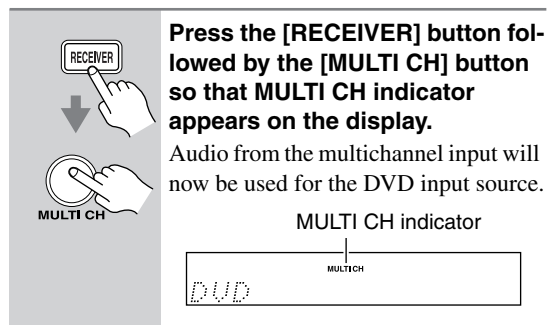 RECEIVER
MULTI CH
Press the [RECEIVER] button fol-
lowed by the [MULTI CH] button
so that MULTI CH indicator
appears on the display.
Audio from the multichannel input will
now be used for the DVD input source.
MULTI CH indicator
MULTI CH
DVD